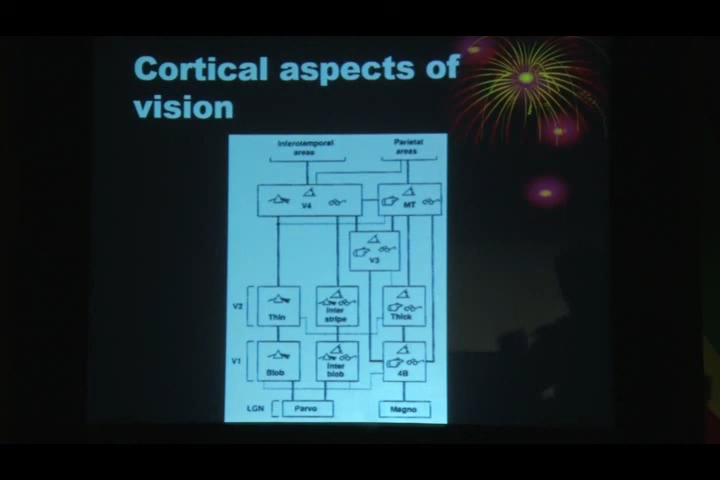 Cortical aspects of
vision
Inferotemporal
areas
Parietal
areas
V4
MT
V3
V2
Thin
Inter
stripe
Thick
V1
Blob
Inter
blob
4B
LGN
Parvo
Magno